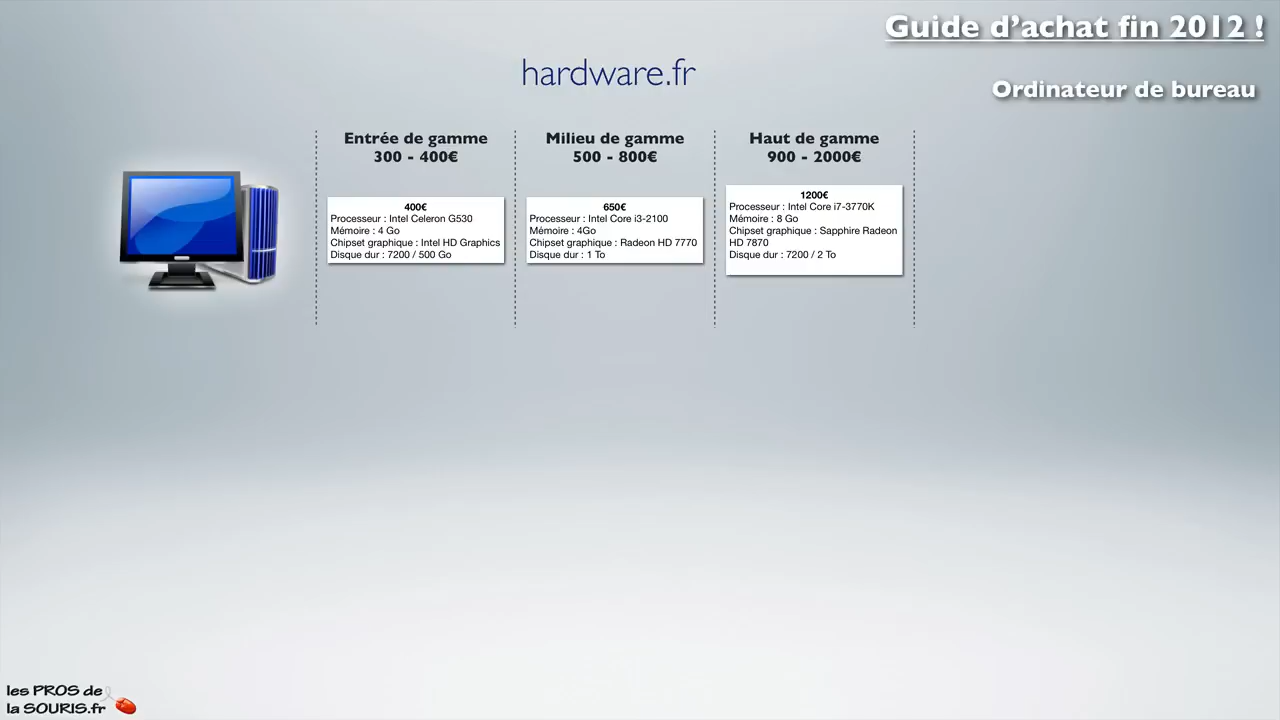 Guide d’achat fin 2012 !
hardware.fr
Ordinateur de bureau
Entrée de gamme
300 - 400€
400€
Processeur : Intel Celeron G530
Mémoire : 4 Go
Chipset graphique : Intel HD Graphics
Disque dur : 7200 / 500 Go
Milieu de gamme
500 - 800€
650€
Processeur : Intel Core i3-2100
Mémoire : 4Go
Chipset graphique : Radeon HD 7770
Disque dur : 1 To
Haut de gamme
900 - 2000€
1200€
Processeur : Intel Core i7-3770K
Mémoire : 8 Go
Chipset graphique : Sapphire Radeon
HD 7870
Disque dur : 7200 / 2 To
les PROS de
la SOURIS.fr